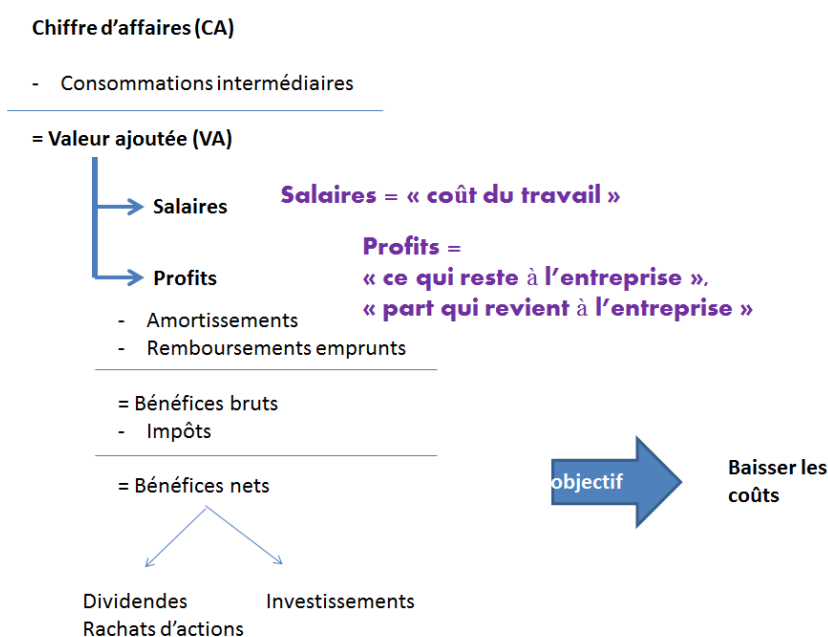 Chiffre d'affaires (CA)
- Consommations intermédiaires
= Valeur ajoutée (VA)
Salaires
Salaires = « coût du travail »
Profits =
« ce qui reste à l'entreprise »,
« part qui revient à l'entreprise »
Profits
- Amortissements
- Remboursements emprunts
= Bénéfices bruts
- Impôts
= Bénéfices nets
objectif
Baisser les
coûts
Dividendes
Rachats d'actions
Investissements